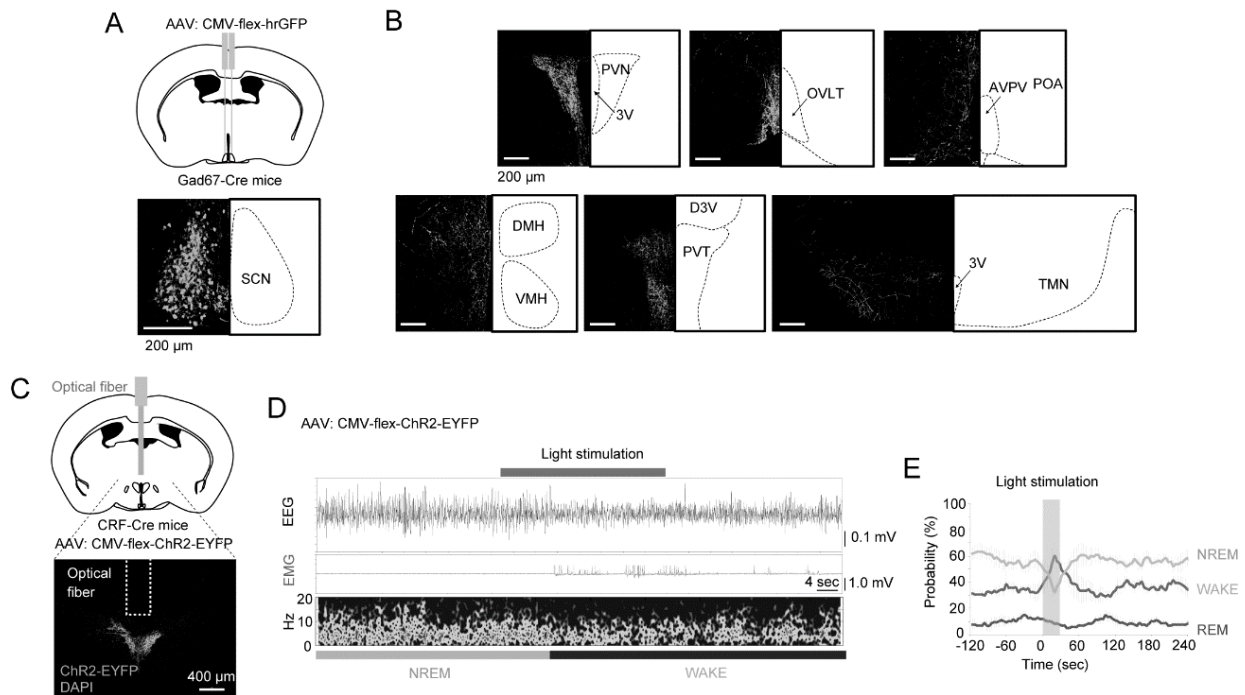 A
AAV: CMV-flex-hrGFP
Gad67-Cre mice
SCN
200 µm
B
PVN
3V
200 µm
OVLT
AVPV
POA
DMH
VMH
D3V
PVT
3V
TMN
C
Optical fiber
CRF-Cre mice
AAV: CMV-flex-ChR2-EYFP
Optical
fiber
ChR2-EYFP
DAPI
400 µm
D
AAV: CMV-flex-ChR2-EYFP
Light stimulation
EEG
0.1 mV
EMG
4 sec
1.0 mV
Hz
20
10
0
NREM
WAKE
E
Light stimulation
Probability (%)
100
80
60
40
20
0
NREM
WAKE
REM
-120 -60 0 60 120 180 240
Time (sec)